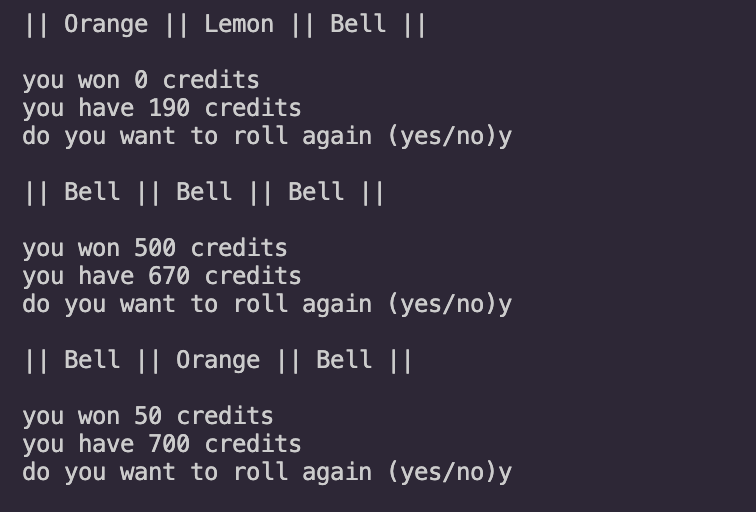 || Orange || Lemon || Bell ||
you won 0 credits
you have 190 credits
do you want to roll again (yes/no)y
|| Bell || Bell || Bell ||
you won 500 credits
you have 670 credits
do you want to roll again (yes/no)y
|| Bell || Orange || Bell ||
you won 50 credits
you have 700 credits
do you want to roll again (yes/no)y